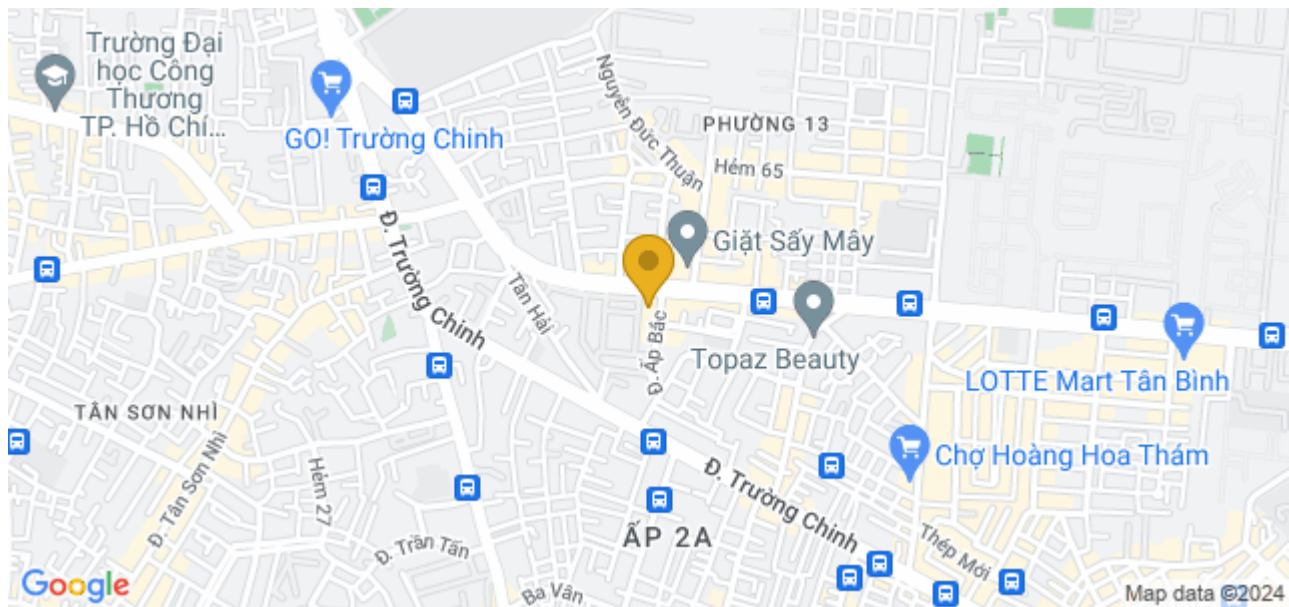 Trường Đại
học Công
Thương
TP. Hồ Chí...
GO! Trường Chinh
Nguyễn Đức Thuận
PHƯỜNG 13
Hẻm 65
Giặt Sấy Mây
Đ. Trường Chinh
Tân Hải
Đ. Ấp Bắc
Topaz Beauty
LOTTE Mart Tân Bình
TÂN SƠN NHÌ
Đ. Tân Sơn Nhì
Hẻm 27
Đ. Trần Tấn
Đ. Trường Chinh
Chợ Hoàng Hoa Thám
ẤP 2A
Thép Mới
Ba Vân
Google
Map data ©2024